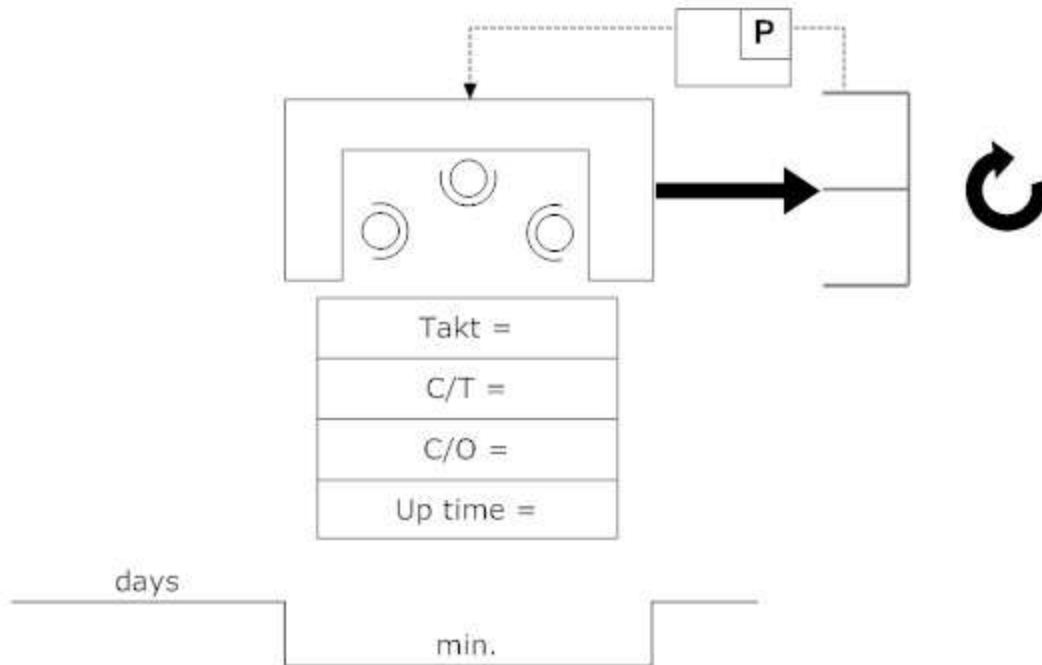 P
Takt =
C/T =
C/O =
Up time =
days
min.